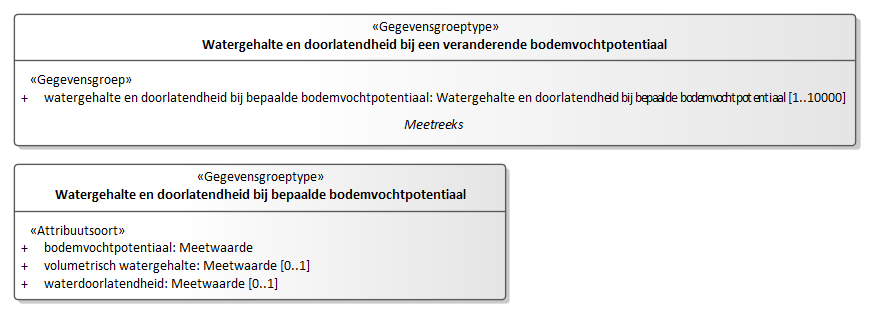 «Gegevensgroeptype»
Watergehalte en doorlatendheid bij een veranderende bodemvochtpotentiaal
«Gegevensgroep»
+ watergehalte en doorlatendheid bij bepaalde bodemvochtpotentiaal: Watergehalte en doorlatendheid bij bepaalde bodemvochtpotentiaal [1..10000]
Meetreeks
«Gegevensgroeptype»
Watergehalte en doorlatendheid bij bepaalde bodemvochtpotentiaal
«Attribuutsoort»
+ bodemvochtpotentiaal: Meetwaarde
+ volumetrisch watergehalte: Meetwaarde [0..1]
+ waterdoorlatendheid: Meetwaarde [0..1]